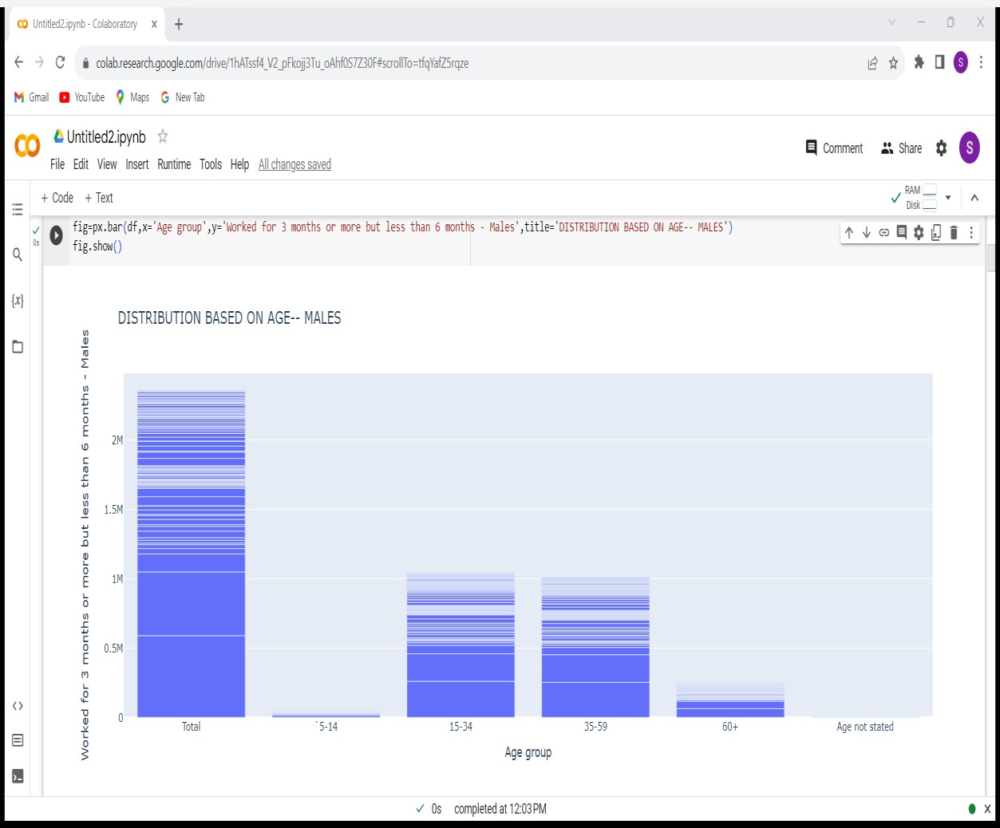 Untitled2.ipynb - Colaboratory
colab.research.google.com/drive/1hATssf4_V2_pFkojj3Tu_oAhf0S7Z30F#scrollTo=tfqYafZ5rqze
S
Gmail YouTube Maps New Tab
Untitled2.ipynb
Comment Share S
File Edit View Insert Runtime Tools Help All changes saved
+ Code + Text
RAM
Disk
fig=px.bar(df,x='Age group',y='Worked for 3 months or more but less than 6 months - Males',title='DISTRIBUTION BASED ON AGE-- MALES')
0s
fig.show()
{x}
DISTRIBUTION BASED ON AGE-- MALES
Worked for 3 months or more but less than 6 months - Males
2M
1.5M
1M
0.5M
0
Total `5-14 15-34 35-59 60+ Age not stated
Age group
0s completed at 12:03 PM